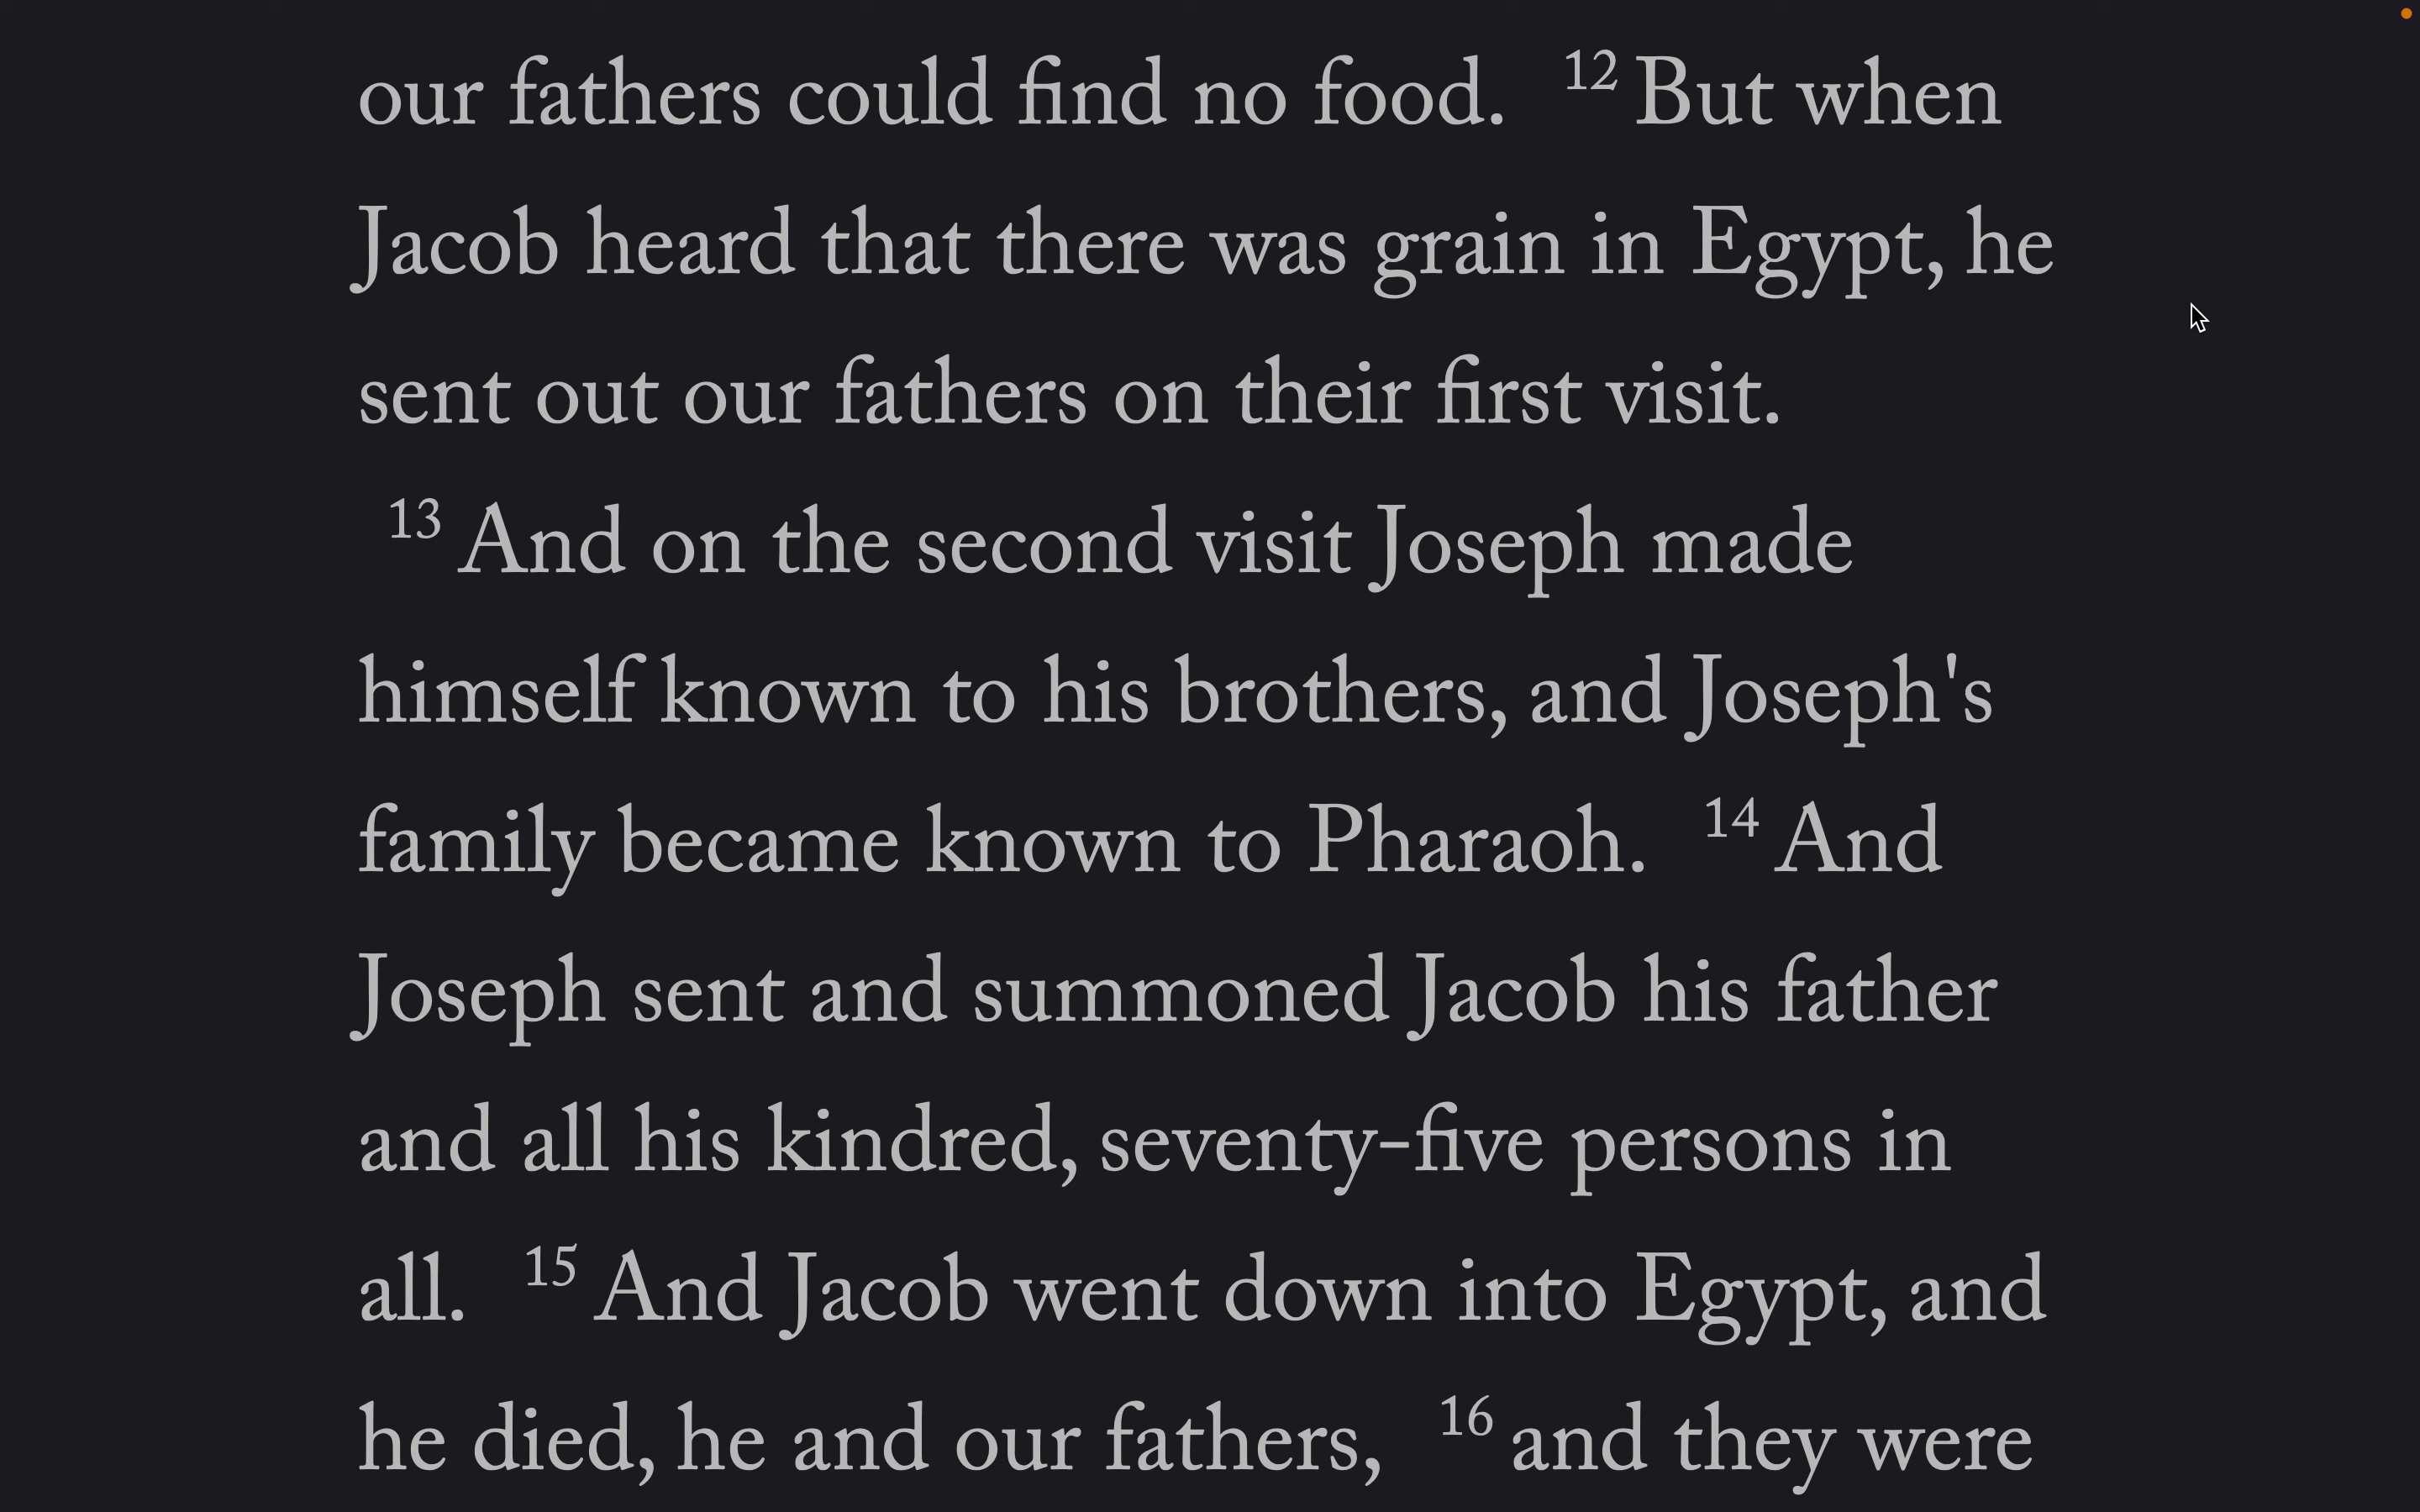 our fathers could find no food. 12 But when
Jacob heard that there was grain in Egypt, he
sent out our fathers on their first visit.
13 And on the second visit Joseph made
himself known to his brothers, and Joseph's
family became known to Pharaoh. 14 And
Joseph sent and summoned Jacob his father
and all his kindred, seventy-five persons in
all. 15 And Jacob went down into Egypt, and
he died, he and our fathers, 16 and they were